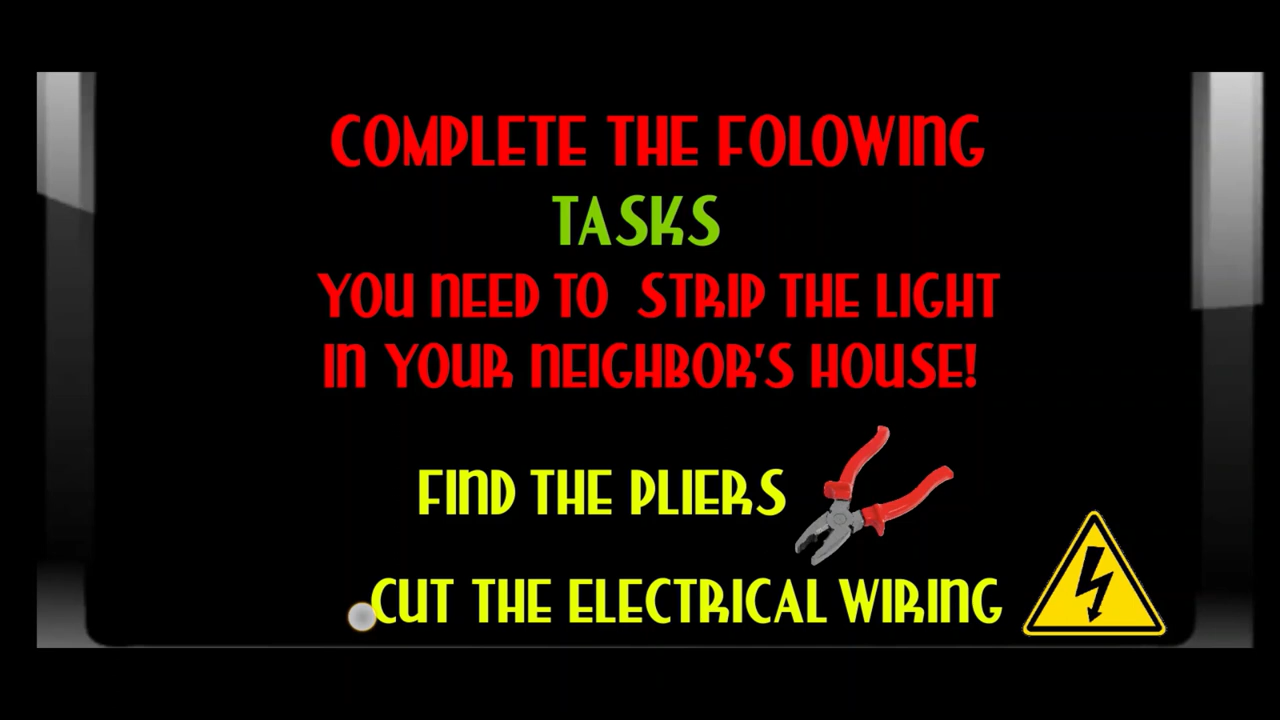 COMPLETE THE FOLOWING
TASKS
YOU NEED TO STRIP THE LIGHT
IN YOUR NEIGHBOR'S HOUSE!
FIND THE PLIERS
CUT THE ELECTRICAL WIRING